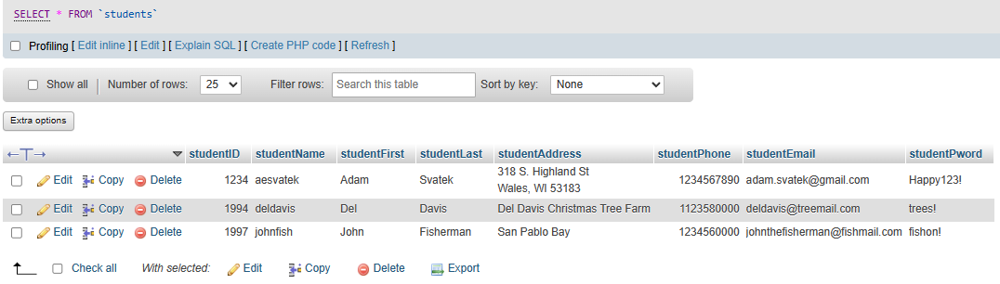 SELECT * FROM `students`
Profiling [ Edit inline ] [ Edit ] [ Explain SQL ] [ Create PHP code ] [ Refresh ]
Show all Number of rows: 25 Filter rows: Search this table Sort by key: None
Extra options
←T→ studentID studentName studentFirst studentLast studentAddress studentPhone studentEmail studentPword
Edit Copy Delete 1234 aesvatek Adam Svatek 318 S. Highland St 1234567890 adam.svatek@gmail.com Happy123!
Wales, WI 53183
Edit Copy Delete 1994 deldavis Del Davis Del Davis Christmas Tree Farm 1123580000 deldavis@treemail.com trees!
Edit Copy Delete 1997 johnfish John Fisherman San Pablo Bay 1234560000 johnthefisherman@fishmail.com fishon!
Check all With selected: Edit Copy Delete Export